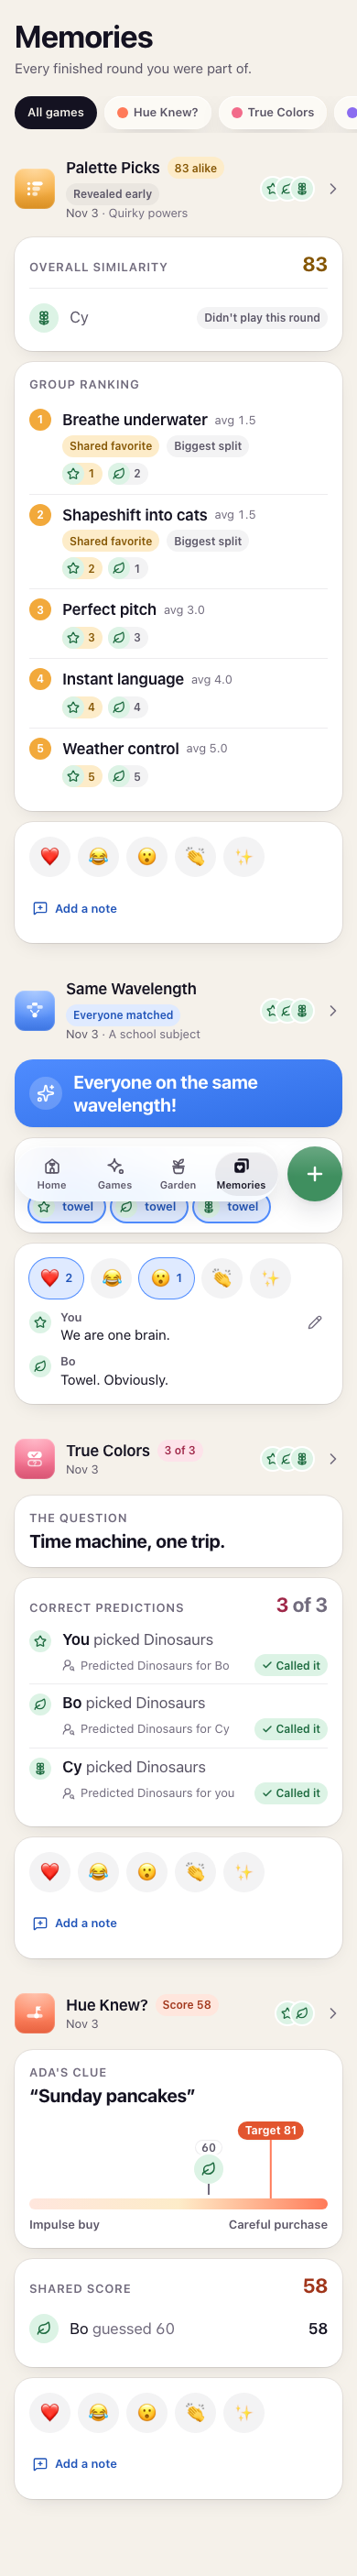 Memories
Every finished round you were part of.
All games
Hue Knew?
True Colors
Palette Picks 83 alike
Revealed early
Nov 3 · Quirky powers
OVERALL SIMILARITY 83
Cy Didn't play this round
GROUP RANKING
1 Breathe underwater avg 1.5
Shared favorite Biggest split
1 2
2 Shapeshift into cats avg 1.5
Shared favorite Biggest split
2 1
3 Perfect pitch avg 3.0
3 3
4 Instant language avg 4.0
4 4
5 Weather control avg 5.0
5 5
Add a note
Same Wavelength
Everyone matched
Nov 3 · A school subject
Everyone on the same
wavelength!
Home Games Garden Memories
towel towel towel
2 1
You
We are one brain.
Bo
Towel. Obviously.
True Colors 3 of 3
Nov 3
THE QUESTION
Time machine, one trip.
CORRECT PREDICTIONS 3 of 3
You picked Dinosaurs
Predicted Dinosaurs for Bo Called it
Bo picked Dinosaurs
Predicted Dinosaurs for Cy Called it
Cy picked Dinosaurs
Predicted Dinosaurs for you Called it
Add a note
Hue Knew? Score 58
Nov 3
ADA'S CLUE
“Sunday pancakes”
Target 81
60
Impulse buy Careful purchase
SHARED SCORE 58
Bo guessed 60 58
Add a note